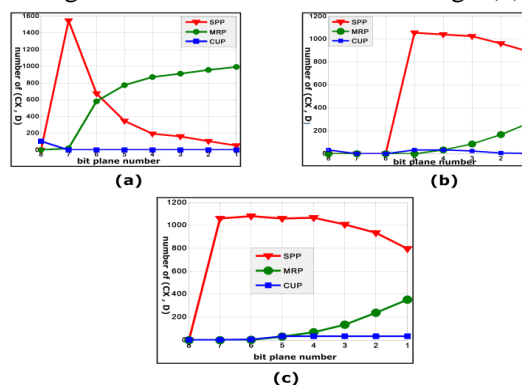 1600
1400
1200
1000
800
600
400
200
0
number of (CX, D)
SPP
MRP
CUP
8 7 6 5 4 3 2 1
bit plane number
(a)
1200
1000
800
600
400
200
0
number of (CX, D)
SPP
MRP
CUP
8 7 6 5 4 3 2
bit plane number
(b)
1200
1000
800
600
400
200
0
number of (CX, D)
SPP
MRP
CUP
8 7 6 5 4 3 2 1
bit plane number
(c)